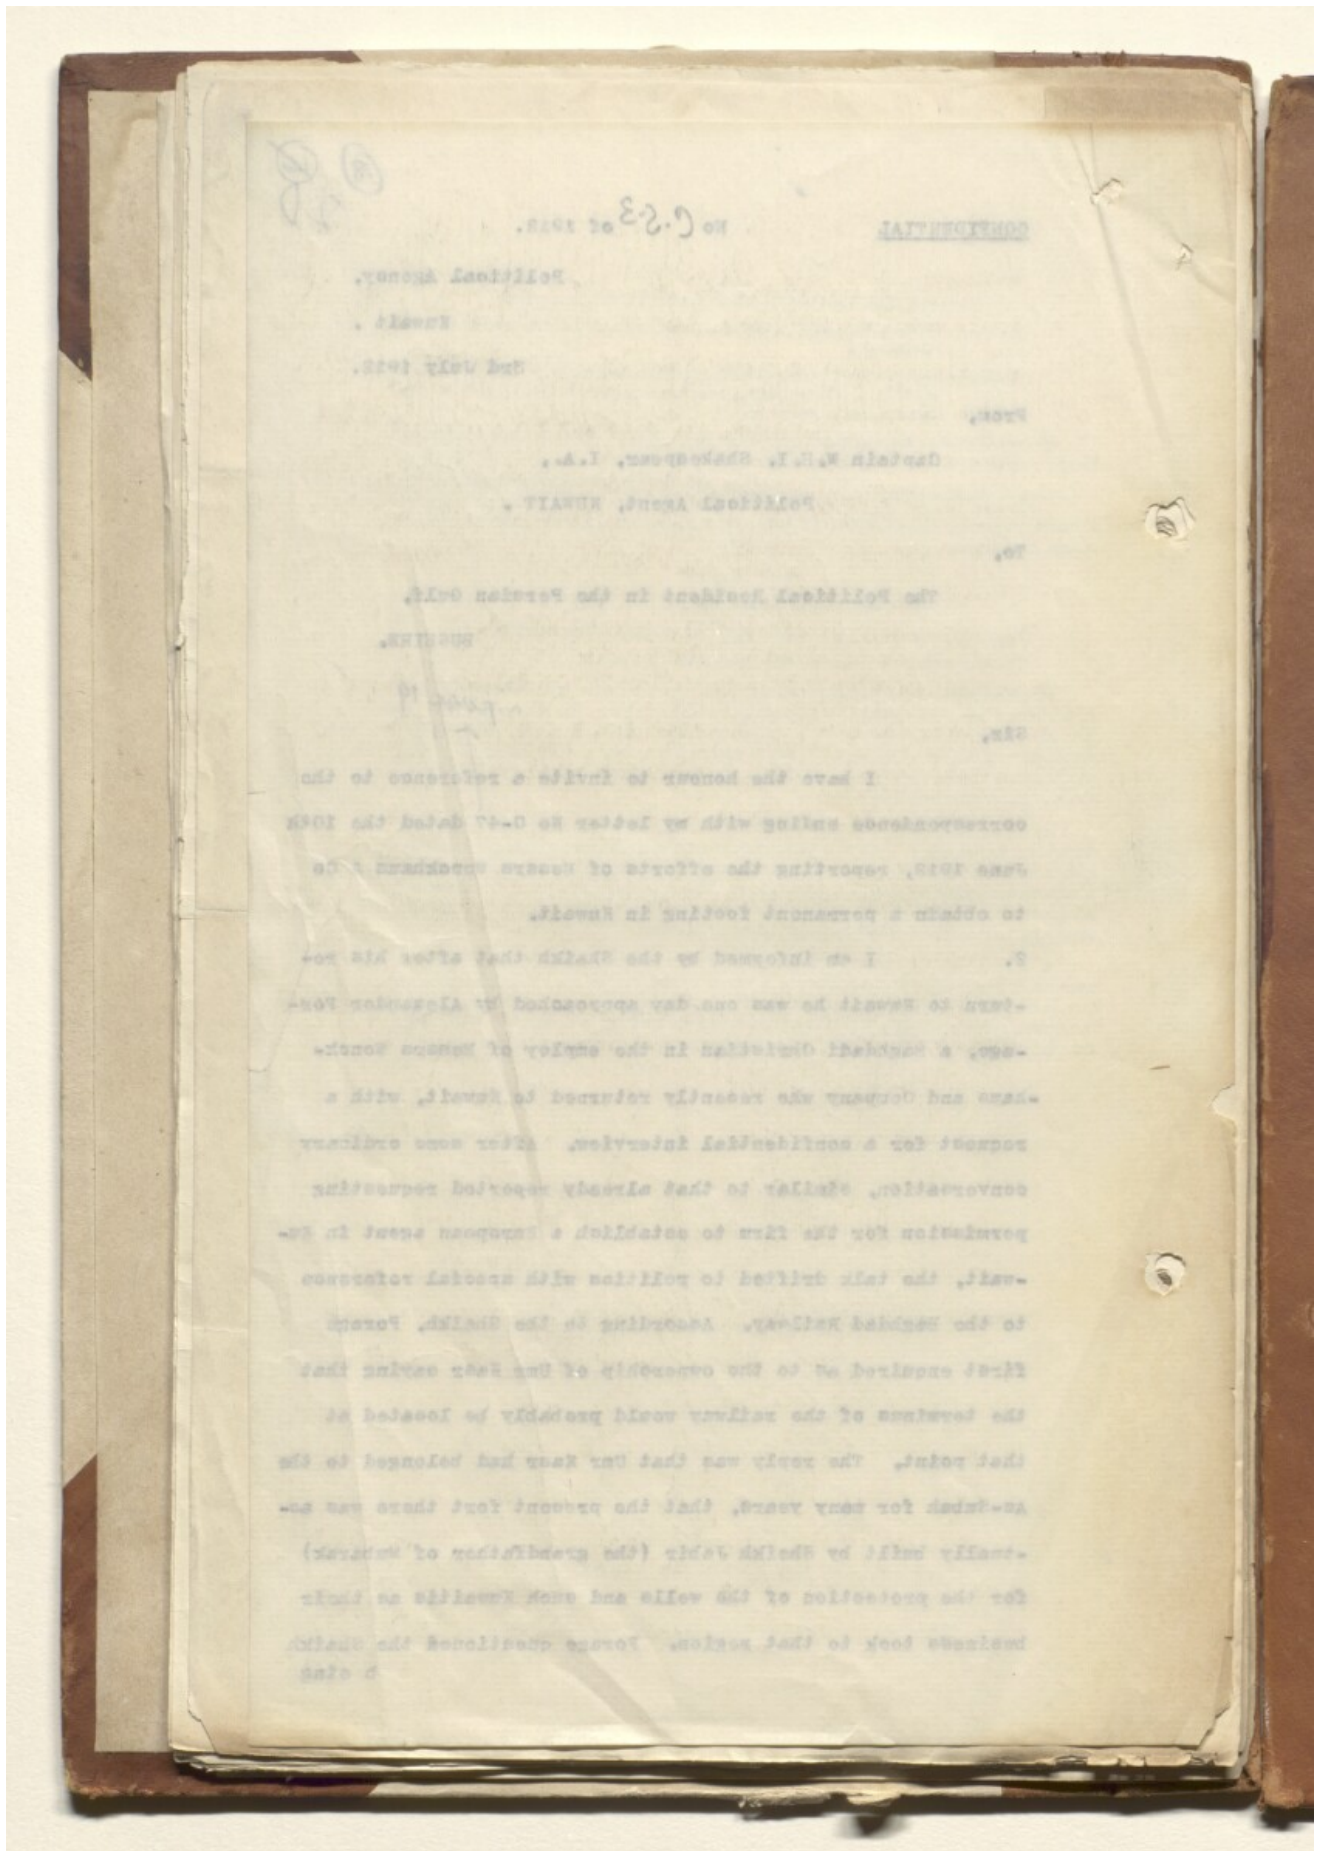 CONFIDENTIAL No C-53 of 1912.
Political Agency,
Kuwait .
3rd July 1912.
From,
Captain W.H.I. Shakespear, I.A.,
Political Agent, KUWAIT .
To,
The Political Resident in the Persian Gulf,
BUSHIRE.
Sir,
I have the honour to invite a reference to the
correspondence ending with my letter No C-47 dated the 10th
June 1912, reporting the efforts of Messrs Wonckhaus & Co
to obtain a permanent footing in Kuwait.
2. I am informed by the Shaikh that after his re-
-turn to Kuwait he was one day approached by Alexander For-
-age, a Baghdadi Christian in the employ of Messrs Wonck-
-haus and Company who recently returned to Kuwait, with a
request for a confidential interview. After some ordinary
conversation, similar to that already reported requesting
permission for the firm to establish a European agent in Ku-
-wait, the talk drifted to politics with special reference
to the Baghdad Railway. According to the Shaikh, Forage
first enquired as to the ownership of Um Kasr saying that
the terminus of the railway would probably be located at
that point. The reply was that Um Kasr had belonged to the
As-Subah for many years, that the present fort there was ac-
-tually built by Shaikh Jabir (the grandfather of Mubarak)
for the protection of the wells and such Kuwaitis as their
business took to that region. Forage questioned the Shaikh